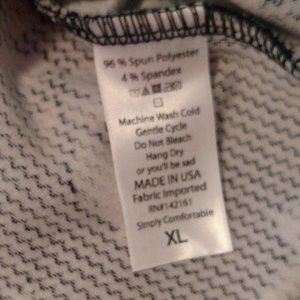 96 % Spun Polyester
4 % Spandex
Machine Wash Cold
Gentle Cycle
Do Not Bleach
Hang Dry
or you'll be sad
MADE IN USA
Fabric Imported
RN#142161
Simply Comfortable
XL